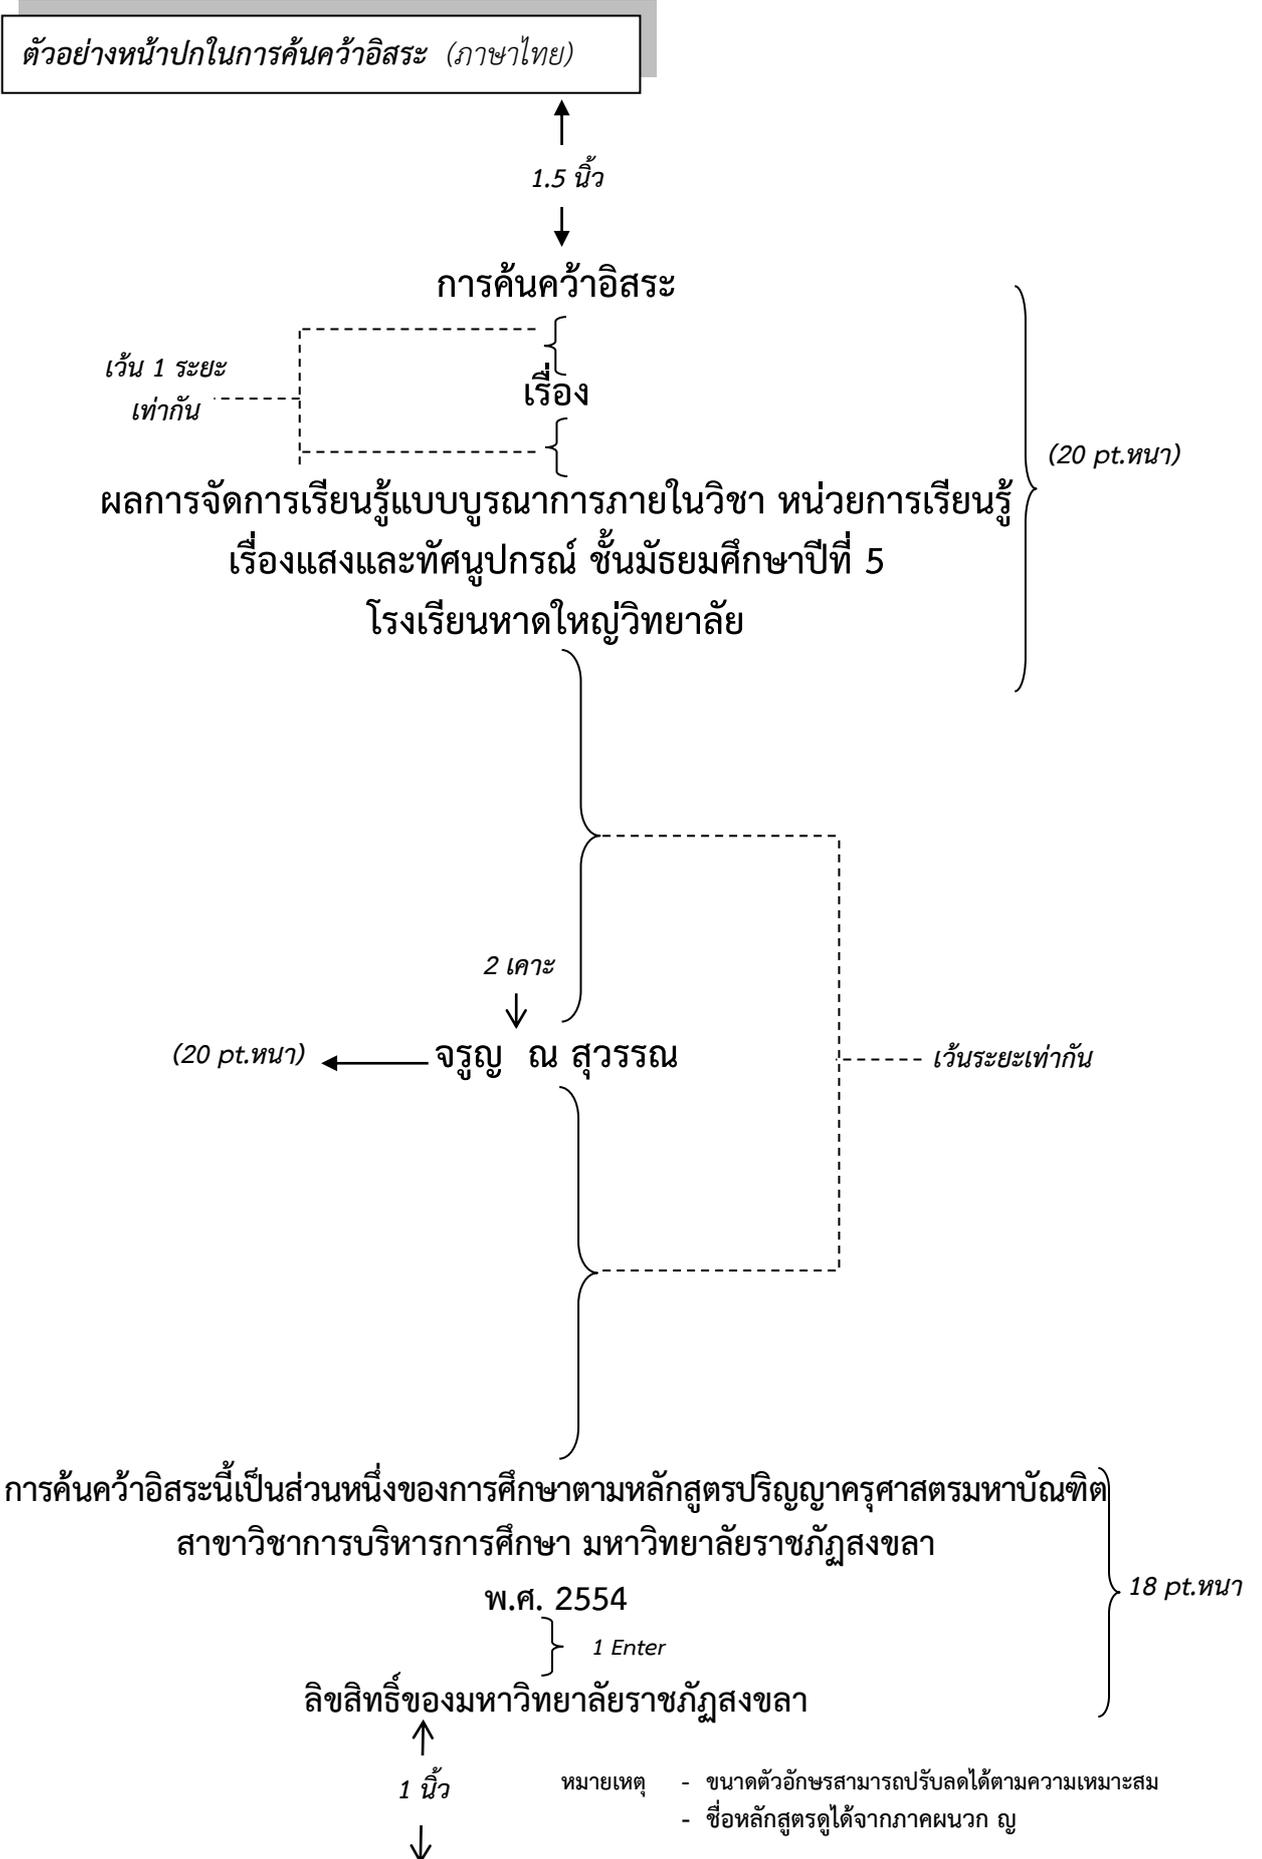 ตัวอย่างหน้าปกในการค้นคว้าอิสระ (ภาษาไทย)
1.5 นิ้ว
การค้นคว้าอิสระ
เว้น 1 ระยะ
เท่ากัน
เรื่อง
(20 pt.หนา)
ผลการจัดการเรียนรู้แบบบูรณาการภายในวิชา หน่วยการเรียนรู้
เรื่องแสงและทัศนูปกรณ์ ชั้นมัธยมศึกษาปีที่ 5
โรงเรียนหาดใหญ่วิทยาลัย
2 เคาะ
(20 pt.หนา)
จรูญ ณ สุวรรณ
เว้นระยะเท่ากัน
การค้นคว้าอิสระนี้เป็นส่วนหนึ่งของการศึกษาตามหลักสูตรปริญญาครุศาสตรมหาบัณฑิต
สาขาวิชาการบริหารการศึกษา มหาวิทยาลัยราชภัฏสงขลา
18 pt.หนา
พ.ศ. 2554
1 Enter
ลิขสิทธิ์ของมหาวิทยาลัยราชภัฏสงขลา
1 นิ้ว
หมายเหตุ - ขนาดตัวอักษรสามารถปรับลดได้ตามความเหมาะสม
- ชื่อหลักสูตรดูได้จากภาคผนวก ญ